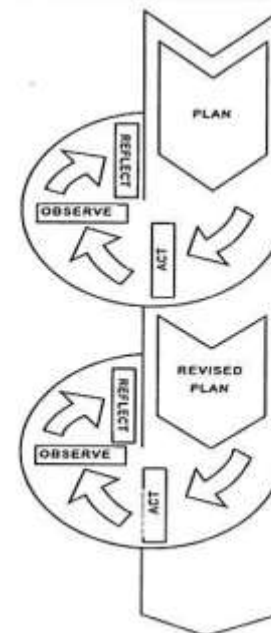 PLAN
REFLECT
OBSERVE
ACT
REVISED
PLAN
REFLECT
OBSERVE
ACT